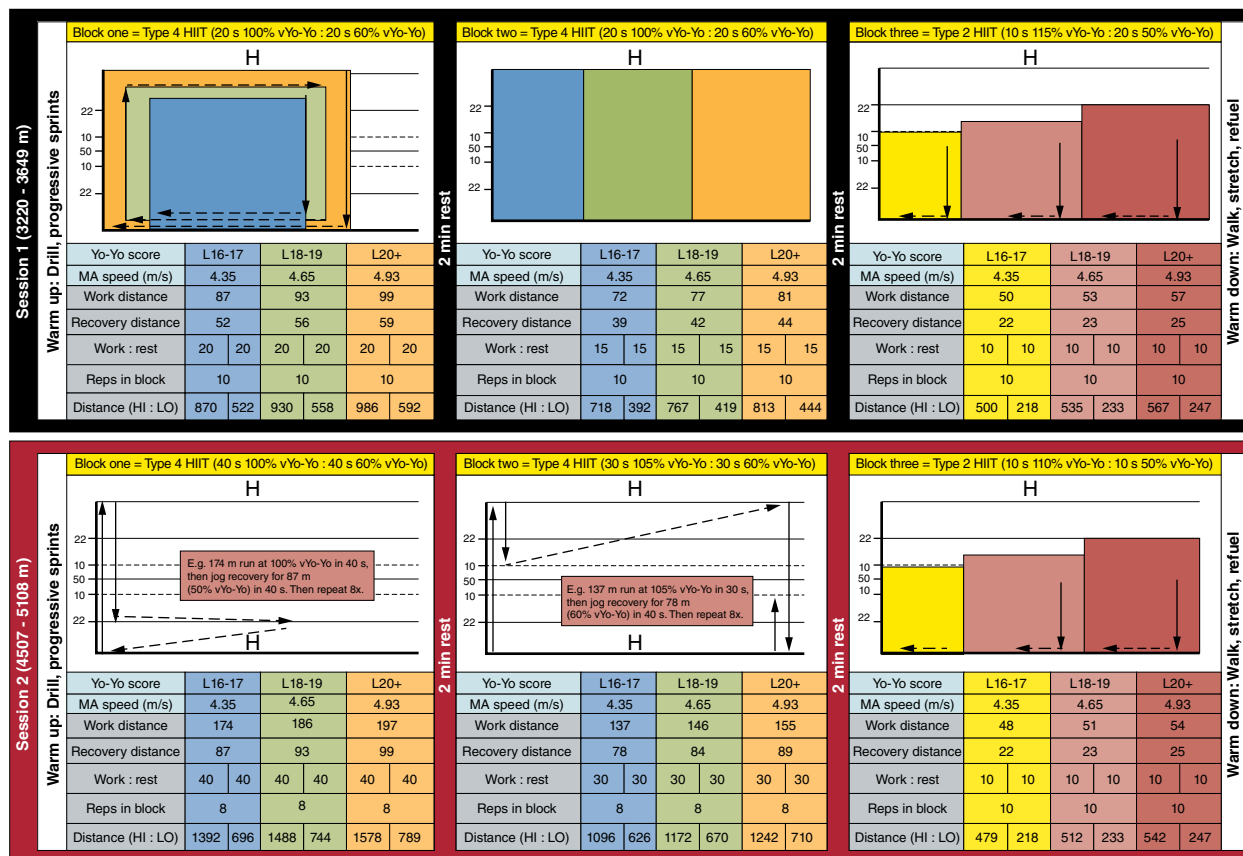 Session 1 (3220 - 3649 m)
Warm up: Drill, progressive sprints
Block one = Type 4 HIIT (20 s 100% vYo-Yo : 20 s 60% vYo-Yo)
H
22
10
50
10
22
Yo-Yo score L16-17 L18-19 L20+
MA speed (m/s) 4.35 4.65 4.93
Work distance 87 93 99
Recovery distance 52 56 59
Work : rest 20 20 20 20 20 20
Reps in block 10 10 10
Distance (HI : LO) 870 522 930 558 986 592
2 min rest
Block two = Type 4 HIIT (20 s 100% vYo-Yo : 20 s 60% vYo-Yo)
H
22
10
50
10
22
Yo-Yo score L16-17 L18-19 L20+
MA speed (m/s) 4.35 4.65 4.93
Work distance 72 77 81
Recovery distance 39 42 44
Work : rest 15 15 15 15 15 15
Reps in block 10 10 10
Distance (HI : LO) 718 392 767 419 813 444
2 min rest
Block three = Type 2 HIIT (10 s 115% vYo-Yo : 20 s 50% vYo-Yo)
H
22
10
50
10
22
Yo-Yo score L16-17 L18-19 L20+
MA speed (m/s) 4.35 4.65 4.93
Work distance 50 53 57
Recovery distance 22 23 25
Work : rest 10 10 10 10 10 10
Reps in block 10 10 10
Distance (HI : LO) 500 218 535 233 567 247
Warm down: Walk, stretch, refuel
Session 2 (4507 - 5108 m)
Warm up: Drill, progressive sprints
Block one = Type 4 HIIT (40 s 100% vYo-Yo : 40 s 60% vYo-Yo)
H
22
10
50
10
22
E.g. 174 m run at 100% vYo-Yo in 40 s,
then jog recovery for 87 m
(50% vYo-Yo) in 40 s. Then repeat 8x.
H
Yo-Yo score L16-17 L18-19 L20+
MA speed (m/s) 4.35 4.65 4.93
Work distance 174 186 197
Recovery distance 87 93 99
Work : rest 40 40 40 40 40 40
Reps in block 8 8 8
Distance (HI : LO) 1392 696 1488 744 1578 789
2 min rest
Block two = Type 4 HIIT (30 s 105% vYo-Yo : 30 s 60% vYo-Yo)
H
22
10
50
10
22
E.g. 137 m run at 105% vYo-Yo in 30 s,
then jog recovery for 78 m
(60% vYo-Yo) in 40 s. Then repeat 8x.
H
Yo-Yo score L16-17 L18-19 L20+
MA speed (m/s) 4.35 4.65 4.93
Work distance 137 146 155
Recovery distance 78 84 89
Work : rest 30 30 30 30 30 30
Reps in block 8 8 8
Distance (HI : LO) 1096 626 1172 670 1242 710
2 min rest
Block three = Type 2 HIIT (10 s 110% vYo-Yo : 10 s 50% vYo-Yo)
H
22
10
50
10
22
Yo-Yo score L16-17 L18-19 L20+
MA speed (m/s) 4.35 4.65 4.93
Work distance 48 51 54
Recovery distance 22 23 25
Work : rest 10 10 10 10 10 10
Reps in block 10 10 10
Distance (HI : LO) 479 218 512 233 542 247
Warm down: Walk, stretch, refuel